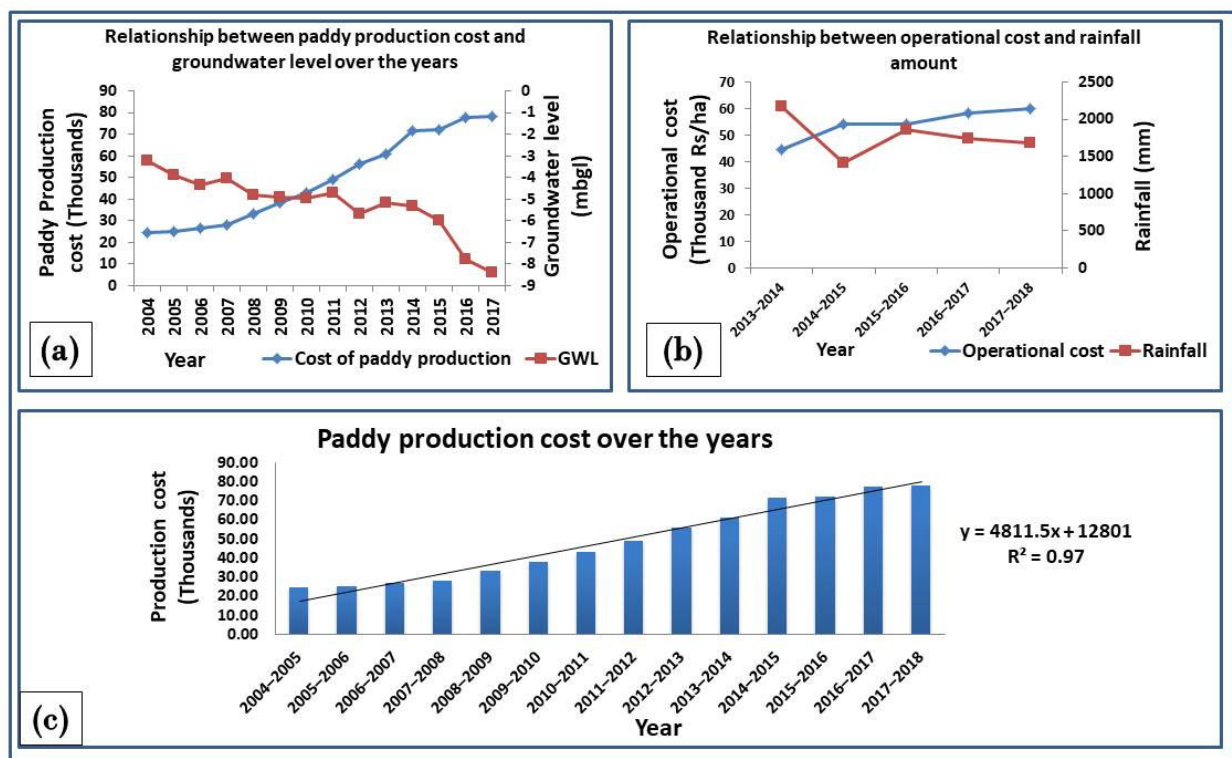 Relationship between paddy production cost and
groundwater level over the years
Paddy Production
cost (Thousands)
90
80
70
60
50
40
30
20
10
0
0
-1
-2
-3
-4
-5
-6
-7
-8
-9
Groundwater level
(mbgl)
2004
2005
2006
2007
2008
2009
2010
2011
2012
2013
2014
2015
2016
2017
(a)
Year
Cost of paddy production
GWL
Relationship between operational cost and rainfall
amount
Operational cost
(Thousand Rs/ha)
70
60
50
40
30
20
10
0
2500
2000
1500
1000
500
0
Rainfall (mm)
2013–2014
2014–2015
2015–2016
2016–2017
2017–2018
(b)
Year
Operational cost
Rainfall
Paddy production cost over the years
Production cost
(Thousands)
90.00
80.00
70.00
60.00
50.00
40.00
30.00
20.00
10.00
0.00
y = 4811.5x + 12801
R² = 0.97
2004–2005
2005–2006
2006–2007
2007–2008
2008–2009
2009–2010
2010–2011
2011–2012
2012–2013
2013–2014
2014–2015
2015–2016
2016–2017
2017–2018
(c)
Year